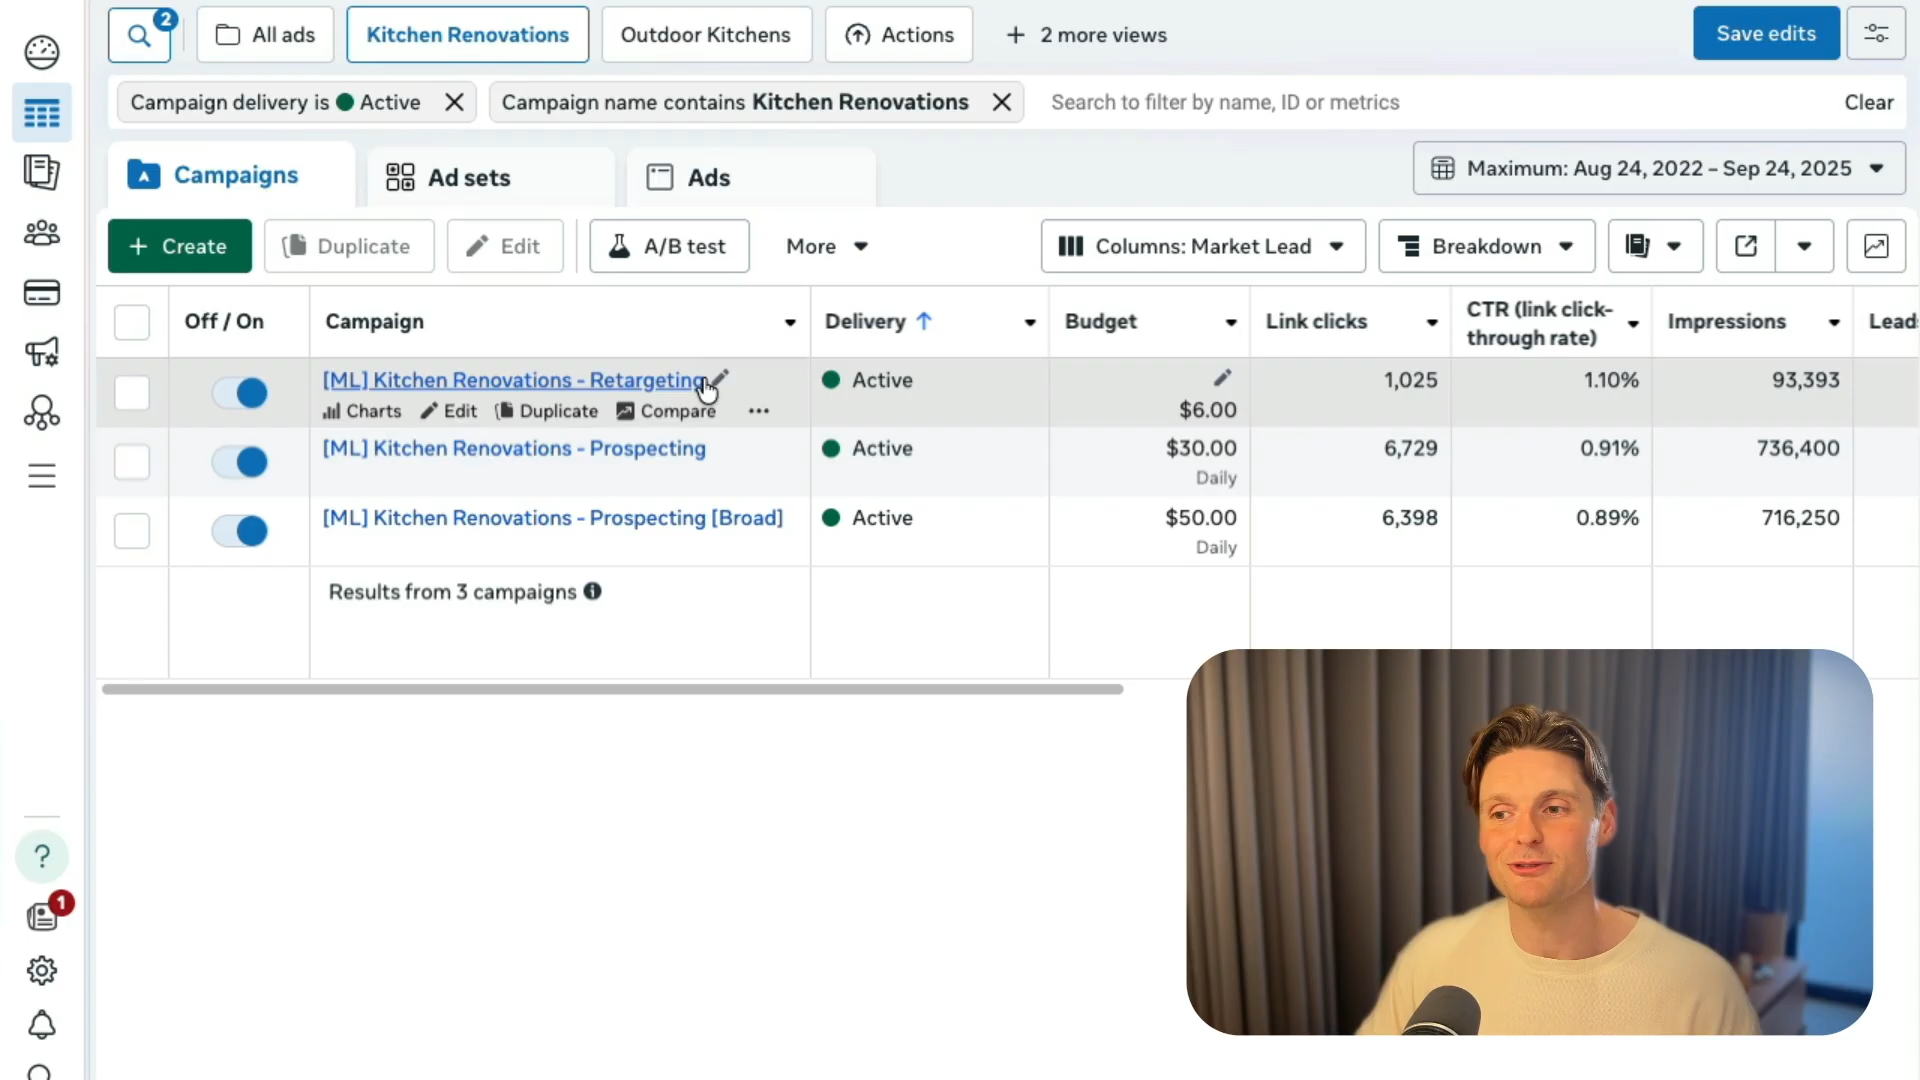 2
All ads
Kitchen Renovations
Outdoor Kitchens
Actions
+ 2 more views
Save edits
Campaign delivery is Active
Campaign name contains Kitchen Renovations
Search to filter by name, ID or metrics
Clear
Campaigns
Ad sets
Ads
Maximum: Aug 24, 2022 – Sep 24, 2025
+ Create
Duplicate
Edit
A/B test
More
Columns: Market Lead
Breakdown
Off / On
Campaign
Delivery ↑
Budget
Link clicks
CTR (link click-
through rate)
Impressions
Lead
[ML] Kitchen Renovations - Retargeting
Active
1,025
1.10%
93,393
Charts
Edit
Duplicate
Compare
...
$6.00
[ML] Kitchen Renovations - Prospecting
Active
$30.00
6,729
0.91%
736,400
Daily
[ML] Kitchen Renovations - Prospecting [Broad]
Active
$50.00
6,398
0.89%
716,250
Daily
Results from 3 campaigns
?
1